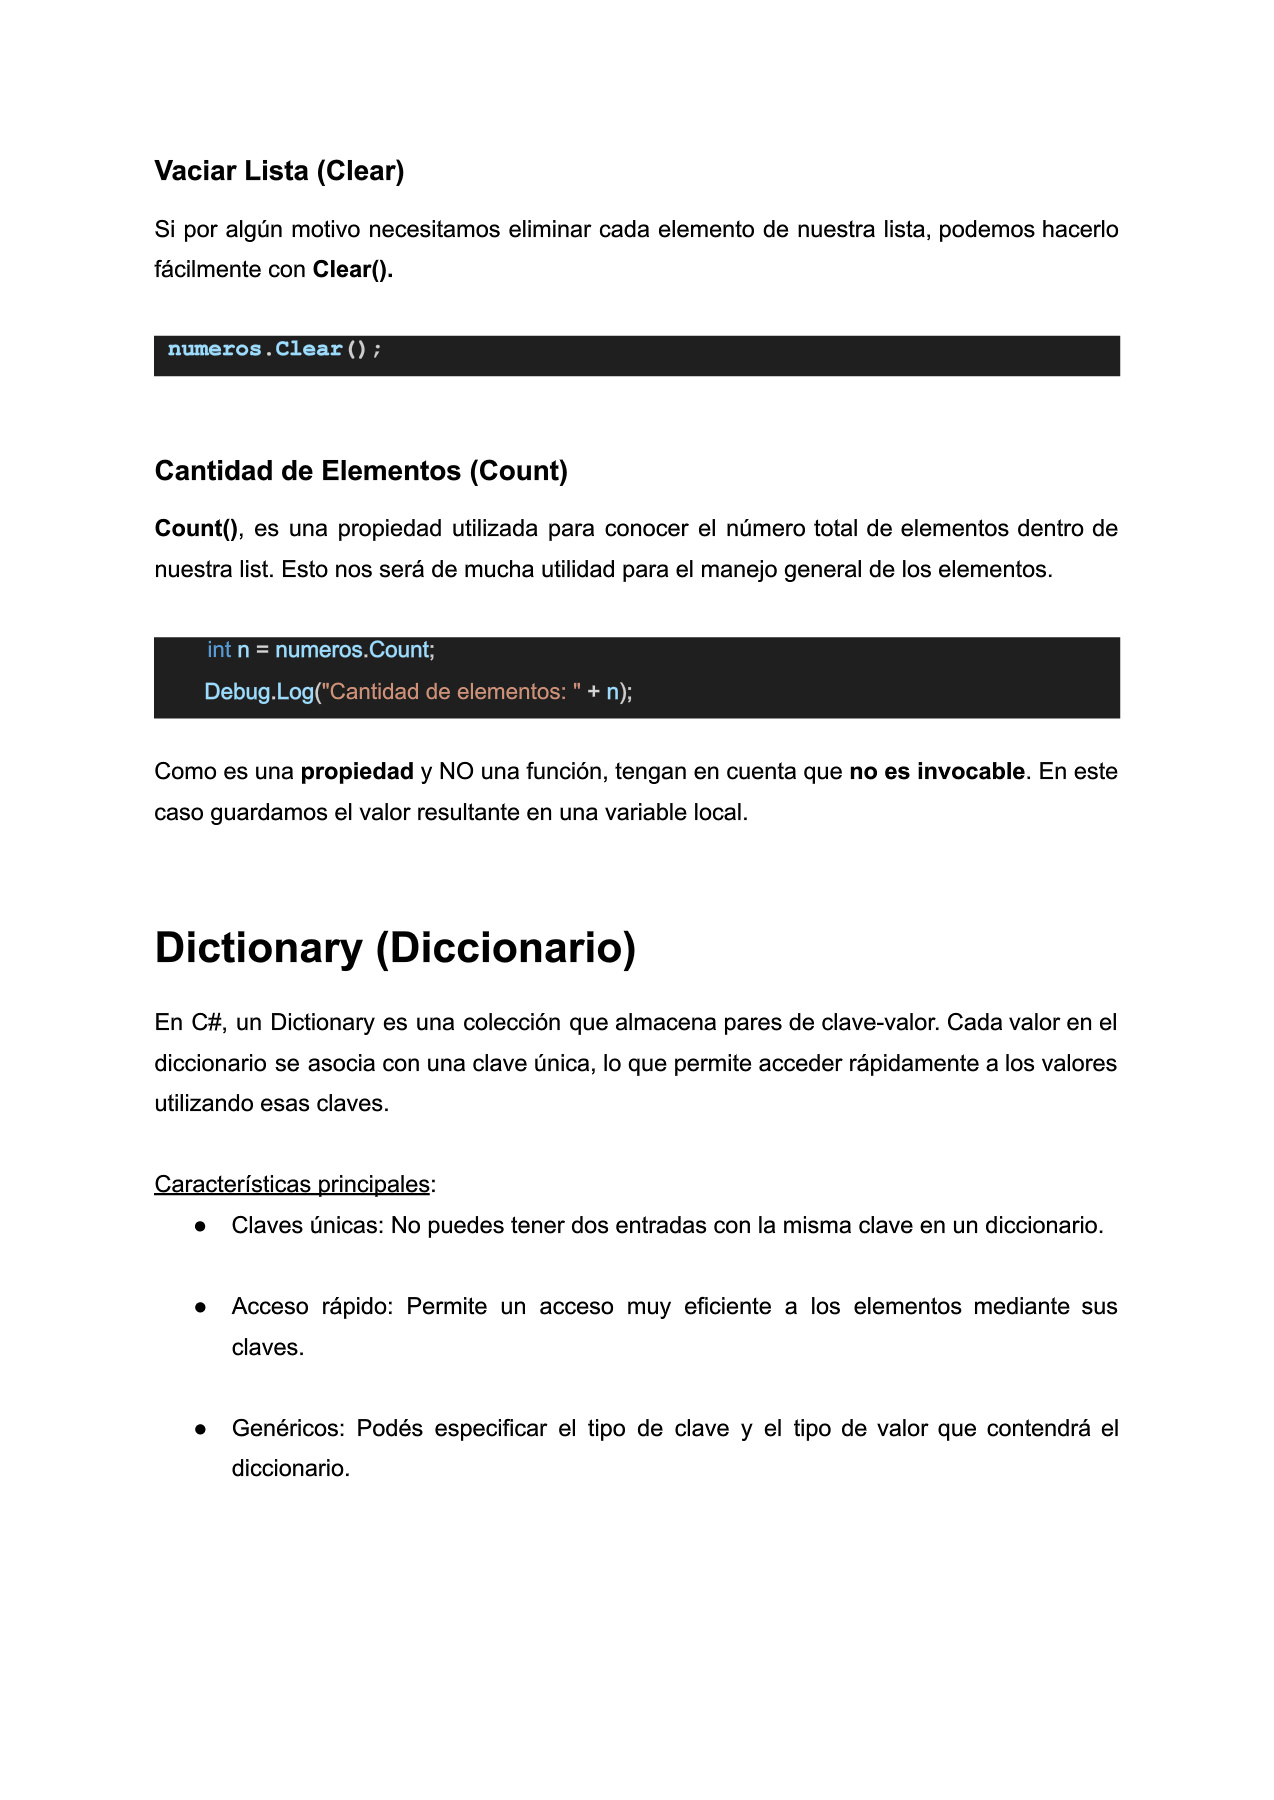 Vaciar Lista (Clear)
Si por algún motivo necesitamos eliminar cada elemento de nuestra lista, podemos hacerlo
fácilmente con Clear().
numeros.Clear();
Cantidad de Elementos (Count)
Count(), es una propiedad utilizada para conocer el número total de elementos dentro de
nuestra list. Esto nos será de mucha utilidad para el manejo general de los elementos.
int n = numeros.Count;
Debug.Log("Cantidad de elementos: " + n);
Como es una propiedad y NO una función, tengan en cuenta que no es invocable. En este
caso guardamos el valor resultante en una variable local.
Dictionary (Diccionario)
En C#, un Dictionary es una colección que almacena pares de clave-valor. Cada valor en el
diccionario se asocia con una clave única, lo que permite acceder rápidamente a los valores
utilizando esas claves.
Características principales:
● Claves únicas: No puedes tener dos entradas con la misma clave en un diccionario.
● Acceso rápido: Permite un acceso muy eficiente a los elementos mediante sus
claves.
● Genéricos: Podés especificar el tipo de clave y el tipo de valor que contendrá el
diccionario.